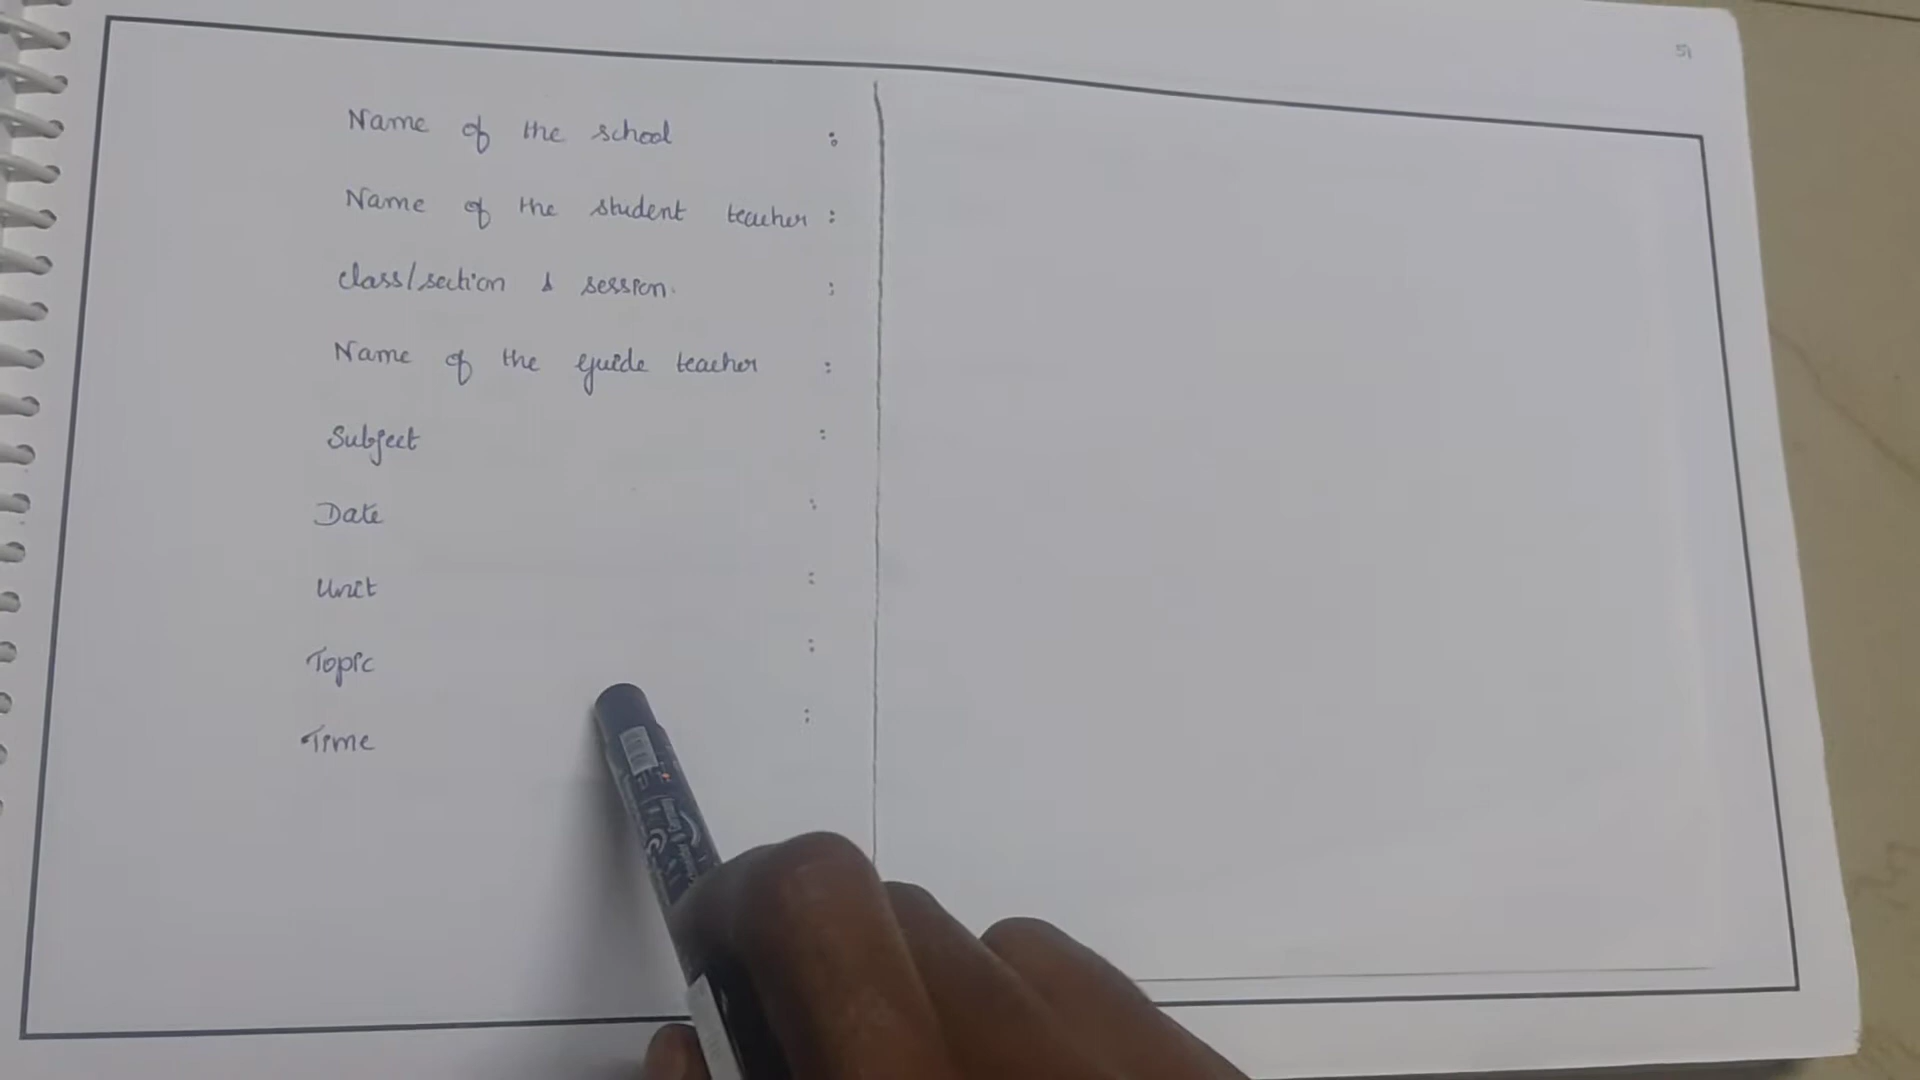 51
Name of the school :
Name of the student teacher :
class/section & session. :
Name of the guide teacher :
Subject :
Date :
Unit :
Topic :
Time :